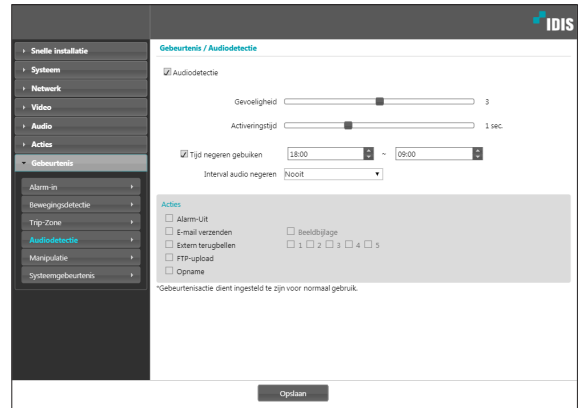 IDIS
Snelle installatie
Systeem
Netwerk
Video
Audio
Acties
Gebeurtenis
Alarm-in
Bewegingsdetectie
Trip-Zone
Audiodetectie
Manipulatie
Systeemgebeurtenis
Gebeurtenis / Audiodetectie
Audiodetectie
Gevoeligheid 3
Activeringstijd 1 sec.
Tijd negeren gebuiken 18:00 ~ 09:00
Interval audio negeren Nooit
Acties
Alarm-Uit
E-mail verzenden Beeldbijlage
Extern terugbellen 1 2 3 4 5
FTP-upload
Opname
*Gebeurtenisactie dient ingesteld te zijn voor normaal gebruik.
Opslaan